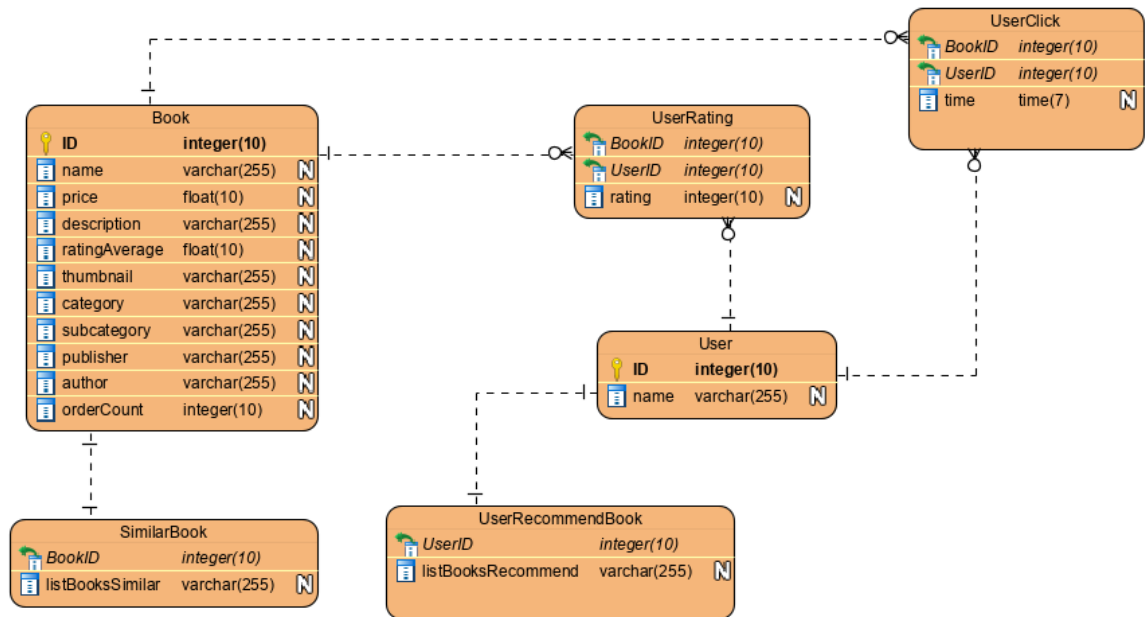 UserClick
BookID integer(10)
UserID integer(10)
time time(7) N
Book
ID integer(10)
name varchar(255) N
price float(10) N
description varchar(255) N
ratingAverage float(10) N
thumbnail varchar(255) N
category varchar(255) N
subcategory varchar(255) N
publisher varchar(255) N
author varchar(255) N
orderCount integer(10) N
UserRating
BookID integer(10)
UserID integer(10)
rating integer(10) N
User
ID integer(10)
name varchar(255) N
SimilarBook
BookID integer(10)
listBooksSimilar varchar(255) N
UserRecommendBook
UserID integer(10)
listBooksRecommend varchar(255) N